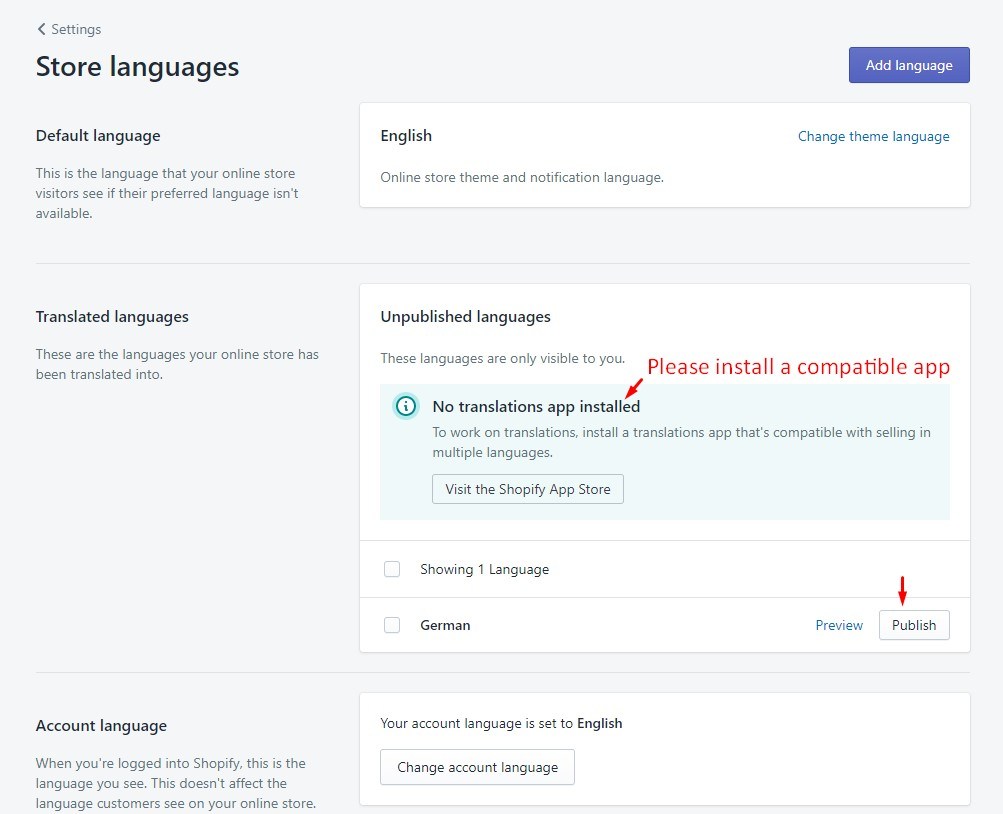 Settings
Store languages
Add language
Default language
This is the language that your online store
visitors see if their preferred language isn't
available.
English
Change theme language
Online store theme and notification language.
Translated languages
These are the languages your online store has
been translated into.
Unpublished languages
These languages are only visible to you.
Please install a compatible app
No translations app installed
To work on translations, install a translations app that's compatible with selling in
multiple languages.
Visit the Shopify App Store
Showing 1 Language
German
Preview
Publish
Account language
When you're logged into Shopify, this is the
language you see. This doesn't affect the
language customers see on your online store.
Your account language is set to English
Change account language